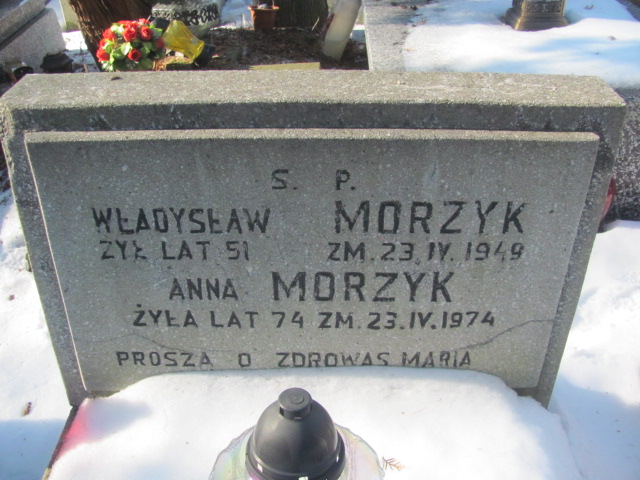 S. P.
WŁADYSŁAW MORZYK
ŻYŁ LAT 51 ZM. 23. IV. 1949
ANNA MORZYK
ŻYŁA LAT 74 ZM. 23. IV. 1974
PROSZĄ O ZDROWAŚ MARIA